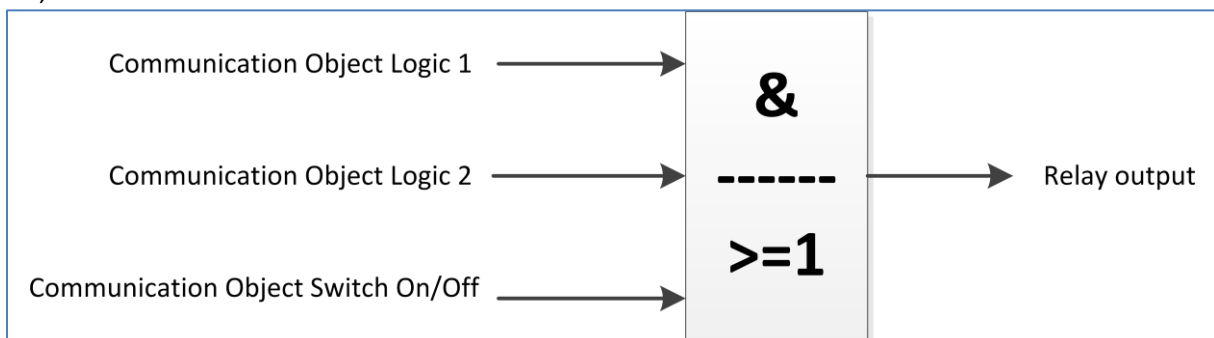 Communication Object Logic 1
&
Communication Object Logic 2
------
Relay output
>=1
Communication Object Switch On/Off